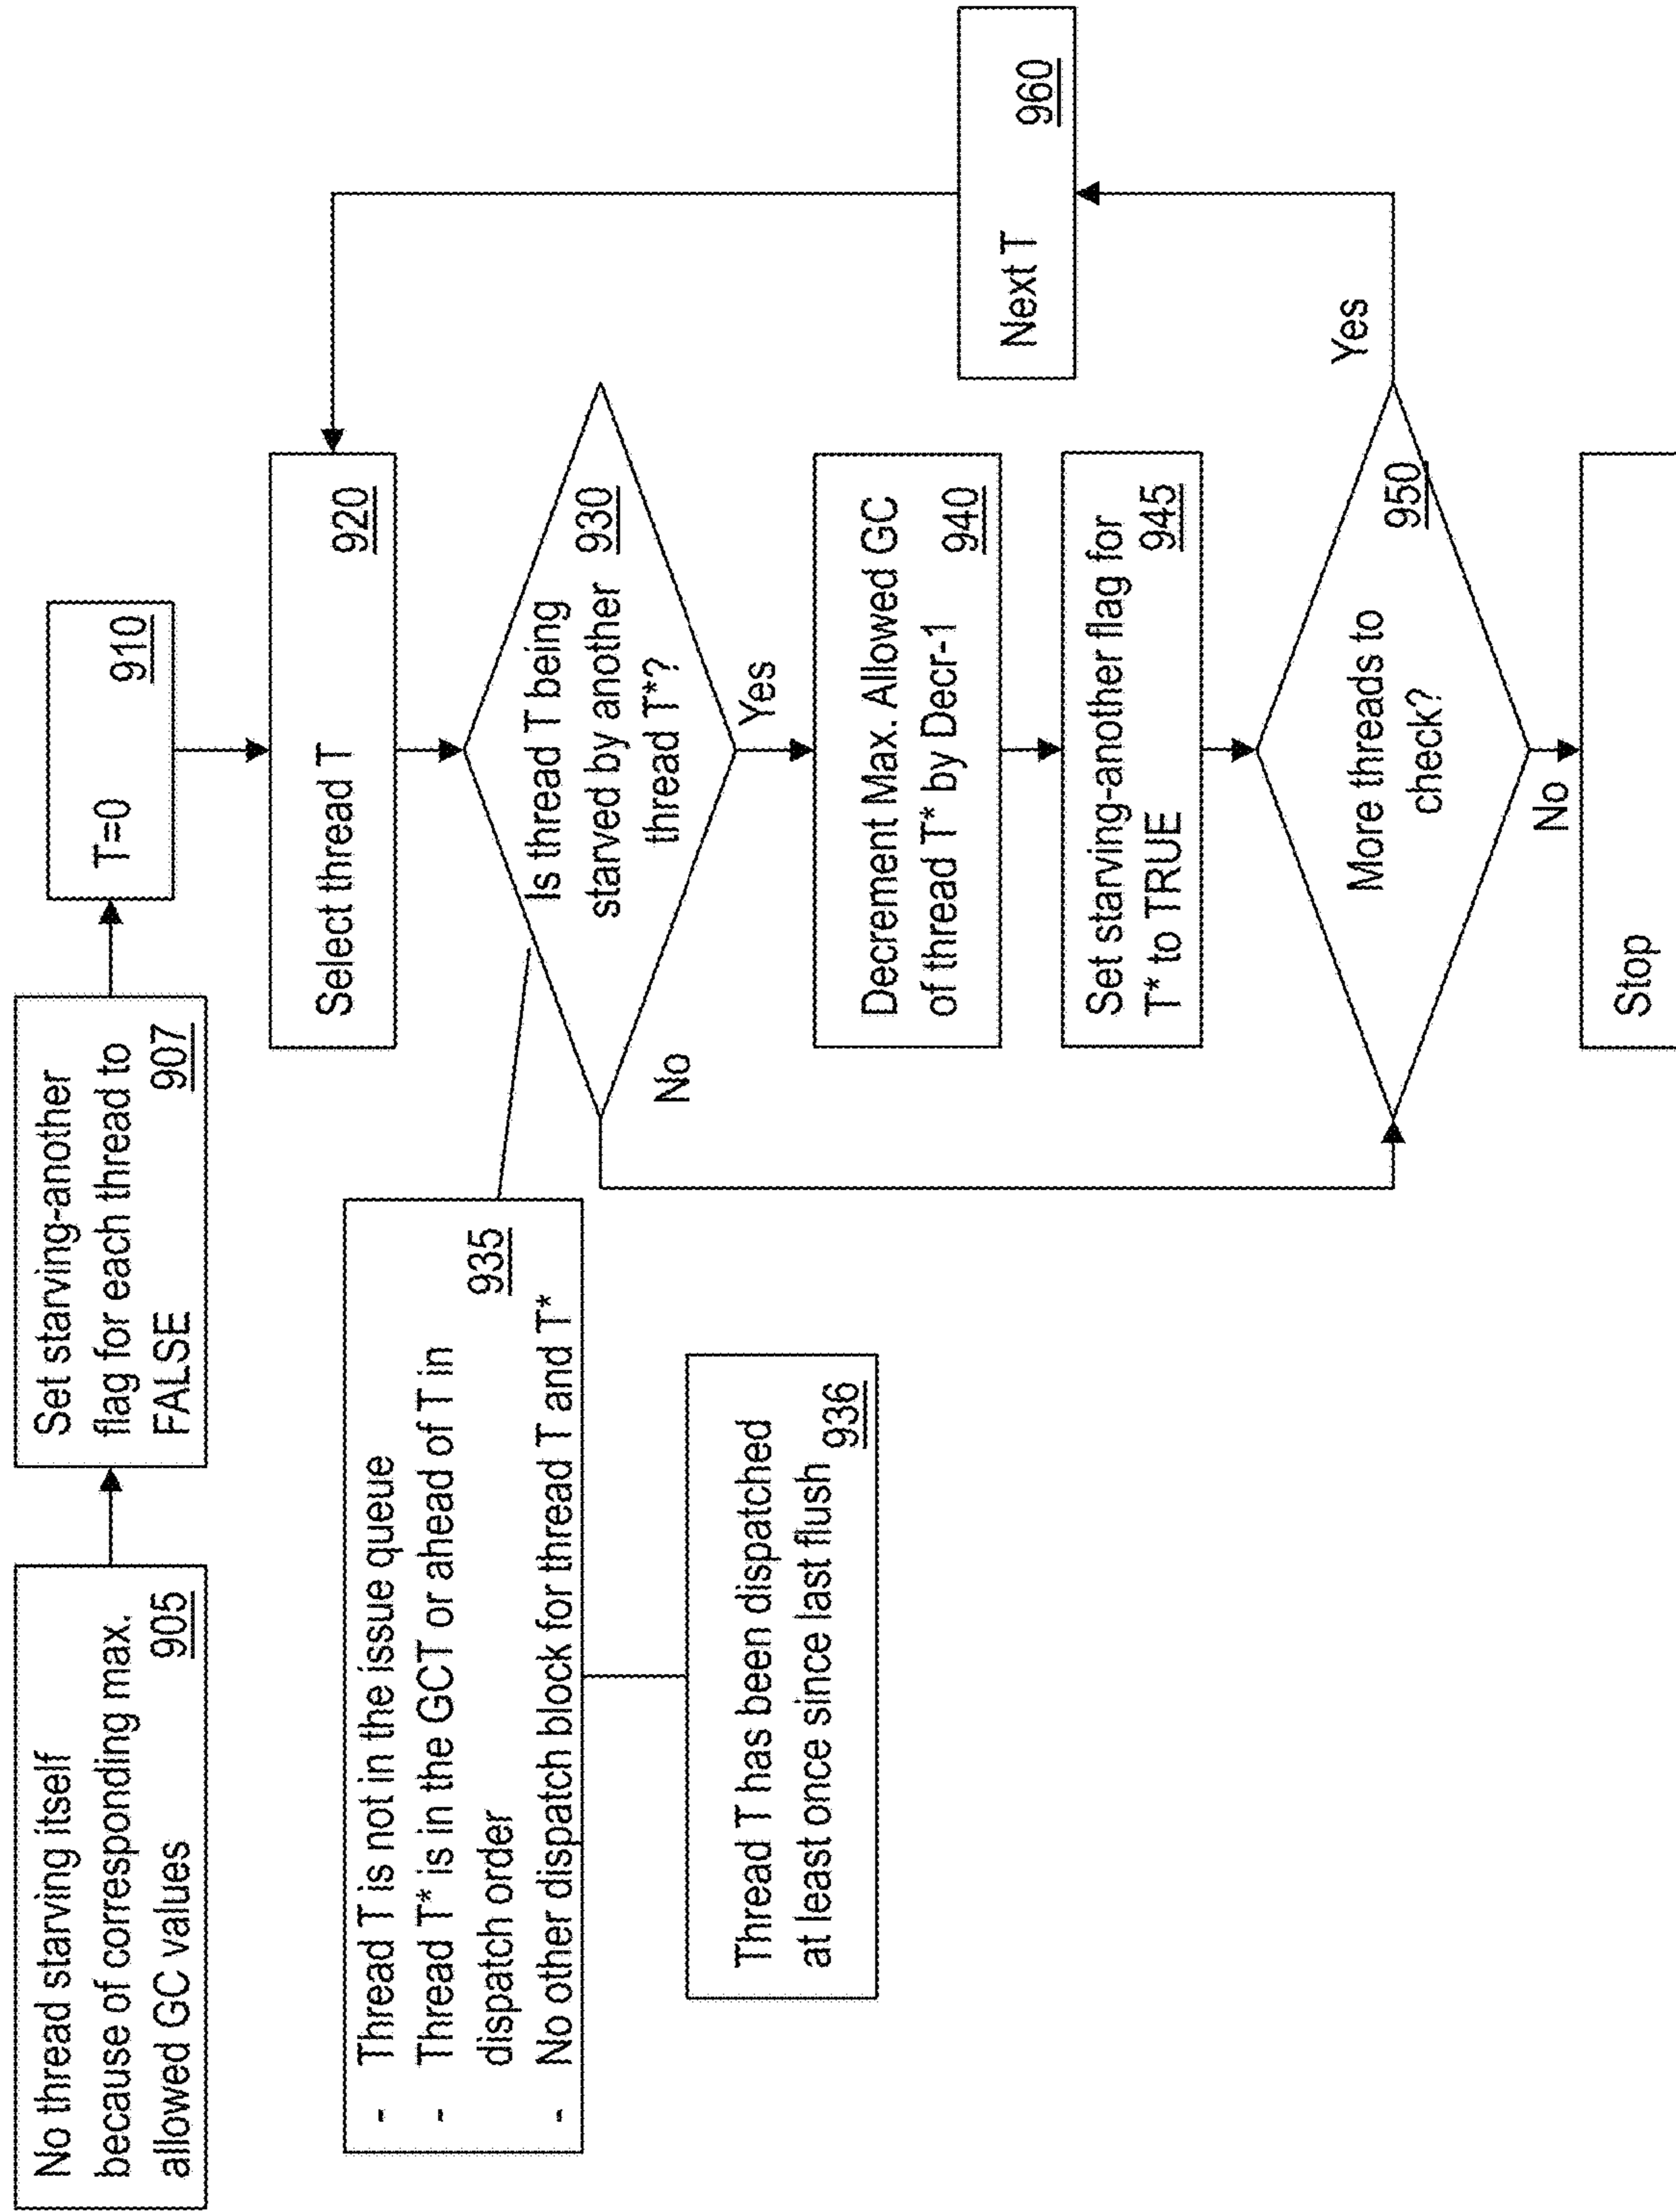 No thread starving itself
because of corresponding max.
allowed GC values 905
Set starving-another
flag for each thread to
FALSE 907
T=0 910
Select thread T 920
Is thread T being
starved by another 930
thread T*?
Yes
No
- Thread T is not in the issue queue
- Thread T* is in the GCT or ahead of T in
dispatch order 935
- No other dispatch block for thread T and T*
Thread T has been dispatched
at least once since last flush 936
Decrement Max. Allowed GC
of thread T* by Decr-1 940
Set starving-another flag for
T* to TRUE 945
More threads to
check? 950
Yes
No
Next T 960
Stop